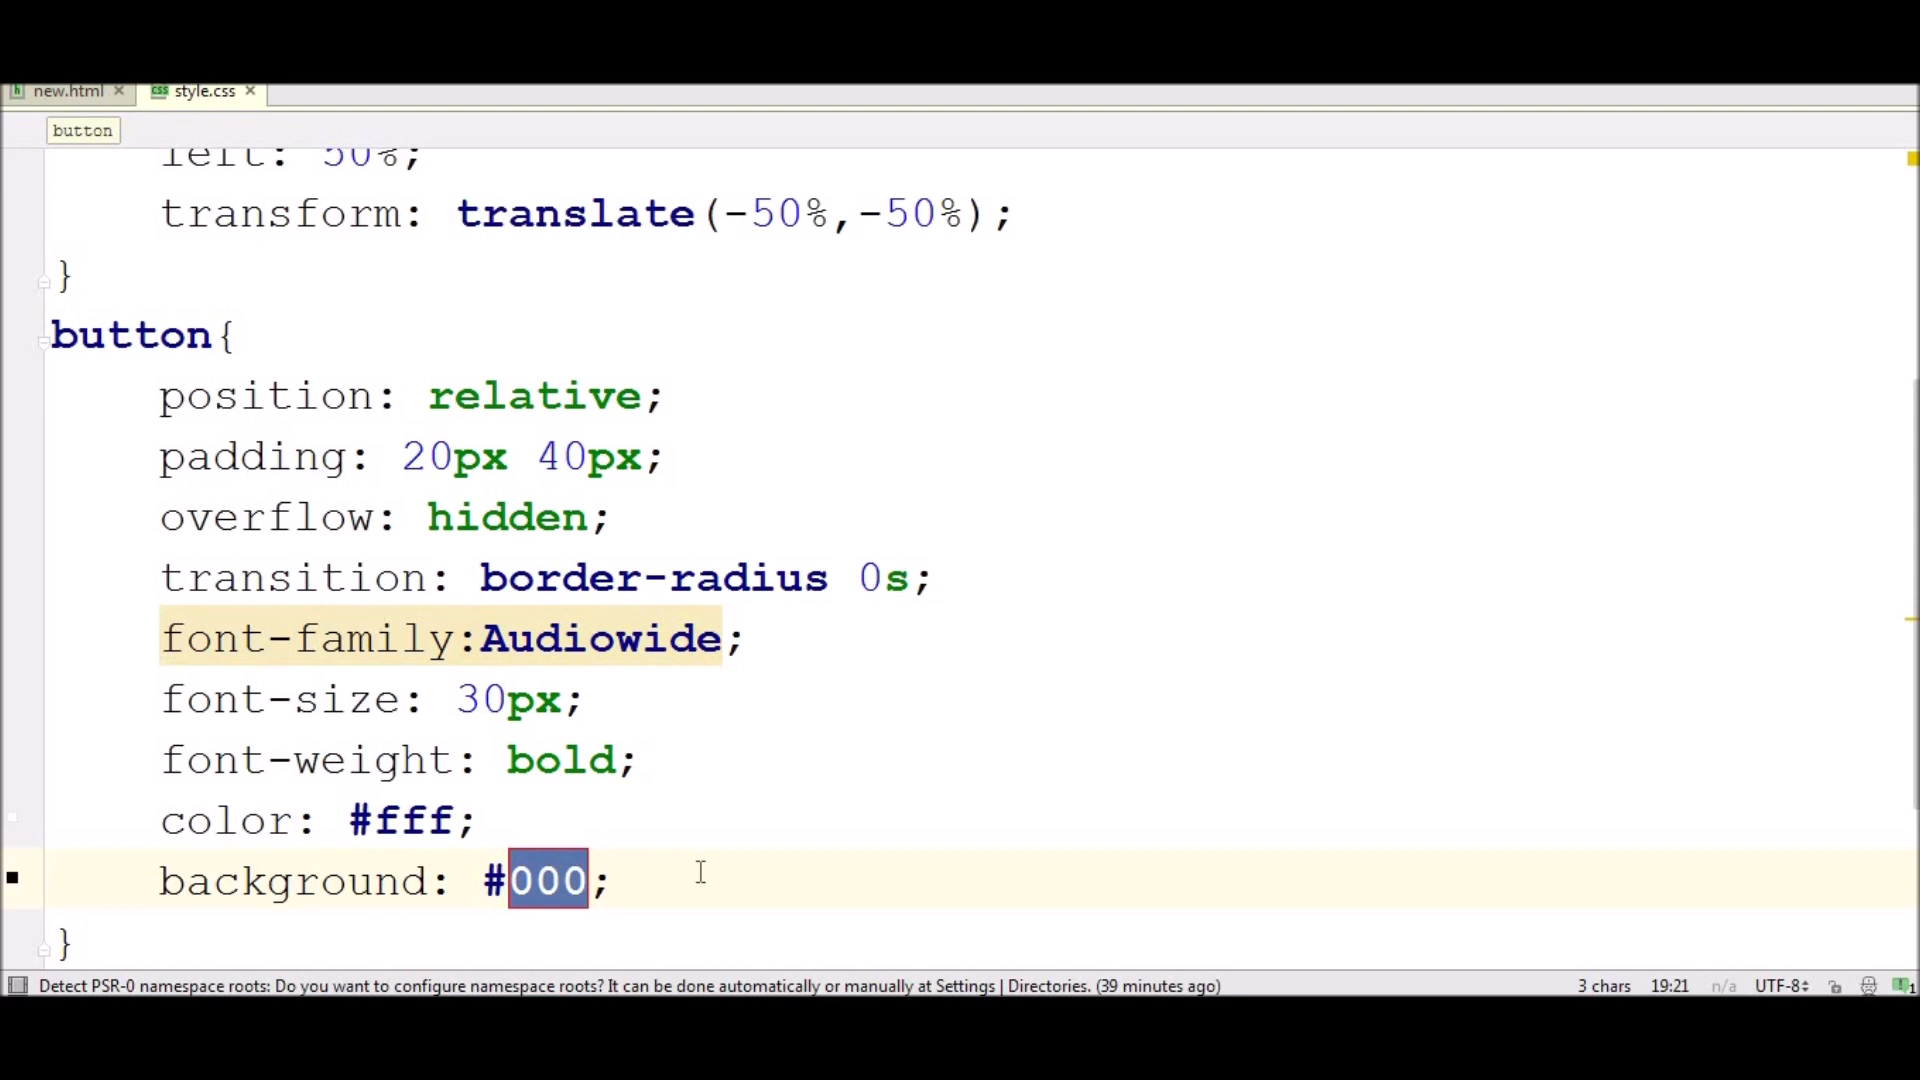 new.html
style.css
button
left: 50%;
transform: translate(-50%,-50%);
}
button{
position: relative;
padding: 20px 40px;
overflow: hidden;
transition: border-radius 0s;
font-family:Audiowide;
font-size: 30px;
font-weight: bold;
color: #fff;
background: #000;
}
Detect PSR-0 namespace roots: Do you want to configure namespace roots? It can be done automatically or manually at Settings | Directories. (39 minutes ago)
3 chars 19:21 n/a UTF-8 1